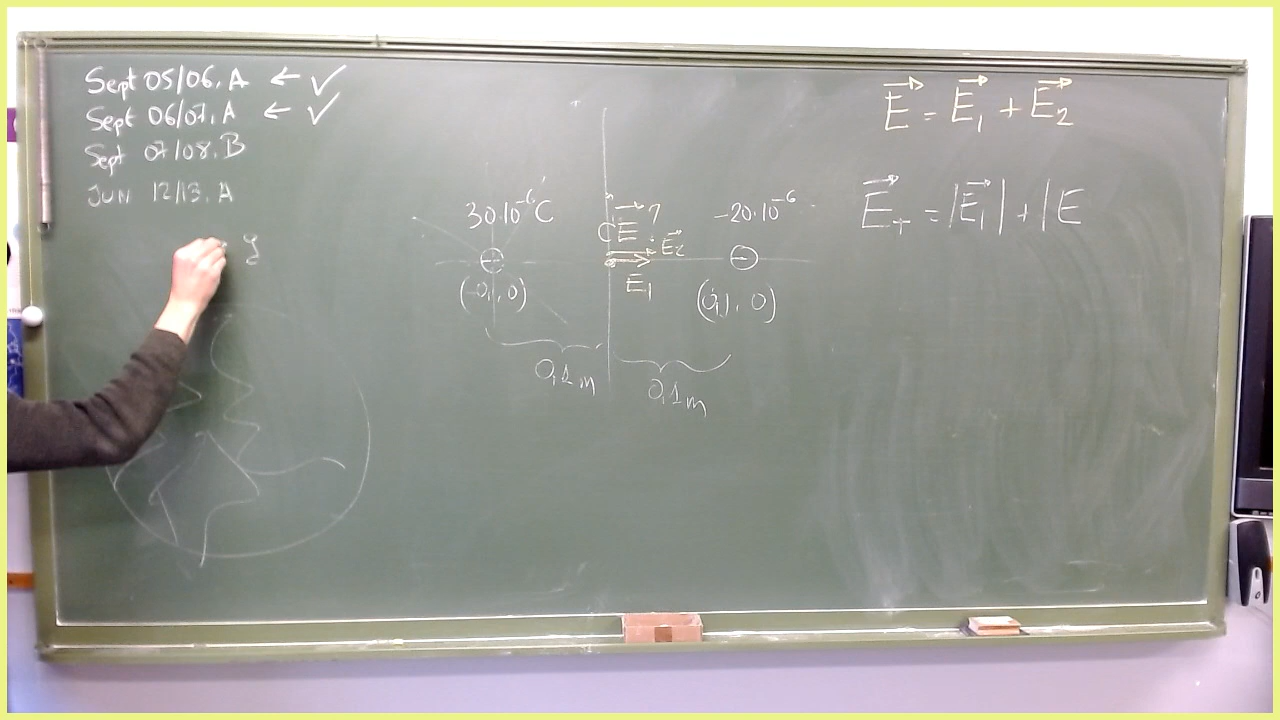 Sept 05/06. A ← ✓
Sept 06/07. A ← ✓
Sept 07/08. B
JUN 12/13. A
g
30·10⁻⁶ C
E⃗ ?
-20·10⁻⁶
E⃗₂
E₁
(-0,1, 0)
(0,1, 0)
0,1 m
0,1 m
E⃗ = E⃗₁ + E⃗₂
E⃗₊ = |E⃗₁| + |E